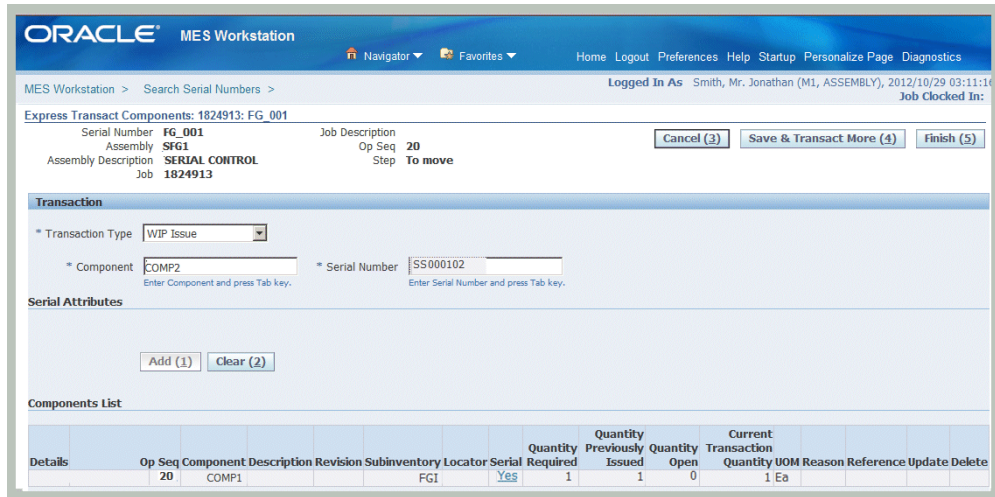 ORACLE® MES Workstation
Navigator Favorites Home Logout Preferences Help Startup Personalize Page Diagnostics
MES Workstation > Search Serial Numbers > Logged In As Smith, Mr. Jonathan (M1, ASSEMBLY), 2012/10/29 03:11:16
Job Clocked In:
Express Transact Components: 1824913: FG_001
Serial Number FG_001 Job Description Cancel (3) Save & Transact More (4) Finish (5)
Assembly SFG1 Op Seq 20
Assembly Description SERIAL CONTROL Step To move
Job 1824913
Transaction
* Transaction Type WIP Issue
* Component COMP2 * Serial Number SS000102
Enter Component and press Tab key. Enter Serial Number and press Tab key.
Serial Attributes
Add (1) Clear (2)
Components List
Quantity Current
Quantity Previously Quantity Transaction
Details Op Seq Component Description Revision Subinventory Locator Serial Required Issued Open Quantity UOM Reason Reference Update Delete
20 COMP1 FGI Yes 1 1 0 1 Ea